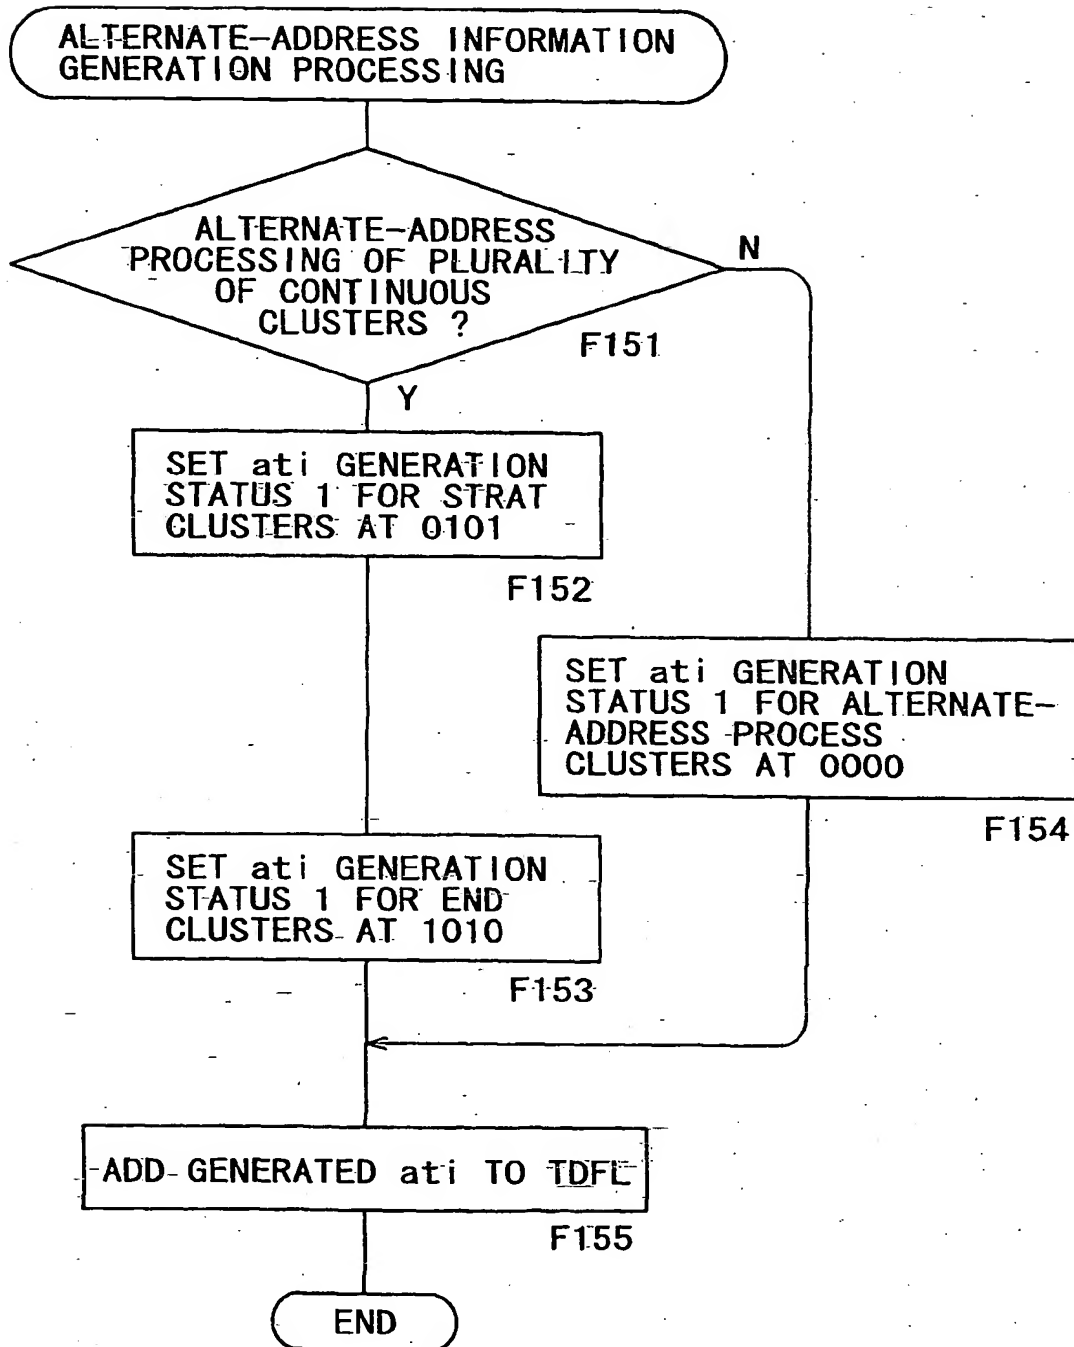 ALTERNATE-ADDRESS INFORMATION
GENERATION PROCESSING
ALTERNATE-ADDRESS
PROCESSING OF PLURALITY
OF CONTINUOUS
CLUSTERS ?
N
F151
Y
SET ati GENERATION
STATUS 1 FOR STRAT
CLUSTERS AT 0101
F152
SET ati GENERATION
STATUS 1 FOR ALTERNATE-
ADDRESS PROCESS
CLUSTERS AT 0000
F154
SET ati GENERATION
STATUS 1 FOR END
CLUSTERS AT 1010
F153
ADD GENERATED ati TO TDFL
F155
END